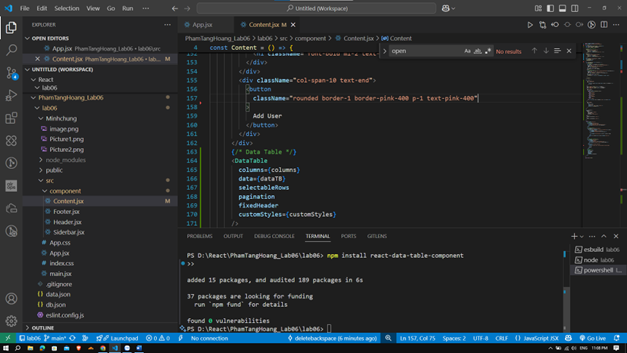 File Edit Selection View Go Run ...
Untitled (Workspace)
EXPLORER
OPEN EDITORS
App.jsx PhamTangHoang_Lab06 \ lab06\src
Content.jsx PhamTangHoang_Lab06 \ lab... M
UNTITLED (WORKSPACE)
React
lab06
PhamTangHoang_Lab06
lab06
Minhchung
image.png
Picture1.png
Picture2.png
node_modules
public
src
component
Content.jsx M
Footer.jsx
Header.jsx
Siderbar.jsx
App.css
App.jsx
index.css
main.jsx
.gitignore
data.json
db.json
eslint.config.js
OUTLINE
App.jsx Content.jsx M
PhamTangHoang_Lab06 > lab06 > src > component > Content.jsx > Content
4 const Content = () => {
open
No results
153 </div>
154 </div>
155 <div className="col-span-10 text-end">
156 <button
157 className="rounded border-1 border-pink-400 p-1 text-pink-400"
158 >
159 Add User
160 </button>
161 </div>
162 </div>
163 {/* Data Table */}
164 <DataTable
165 columns={columns}
166 data={dataTB}
167 selectableRows
168 pagination
169 fixedHeader
170 customStyles={customStyles}
171 />
PROBLEMS OUTPUT DEBUG CONSOLE TERMINAL PORTS GITLENS
PS D:\React\PhamTangHoang_Lab06\lab06> npm install react-data-table-component
>>
added 15 packages, and audited 189 packages in 6s
37 packages are looking for funding
run `npm fund` for details
found 0 vulnerabilities
PS D:\React\PhamTangHoang_Lab06\lab06>
esbuild lab06
node lab06
powershell
lab06 main* Launchpad 0 0 No connection deletebackspace (6 minutes ago) Ln 157, Col 75 Spaces: 2 UTF-8 CRLF JavaScript JSX Go Live
ENG 11:08 PM